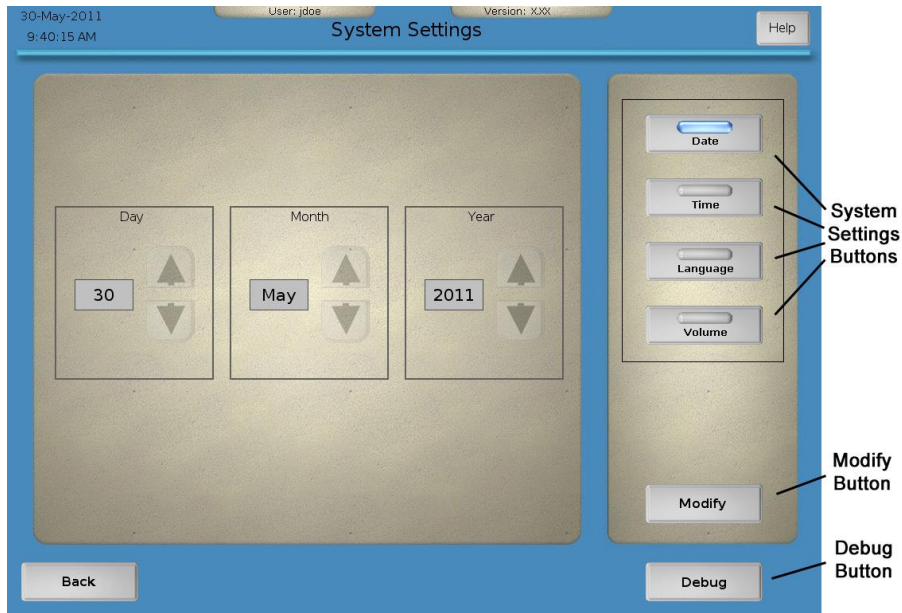 30-May-2011
User: jdoe
Version: X.XX
9:40:15 AM
System Settings
Help
Day
Month
Year
30
May
2011
Date
Time
Language
Volume
System
Settings
Buttons
Modify
Modify
Button
Back
Debug
Debug
Button